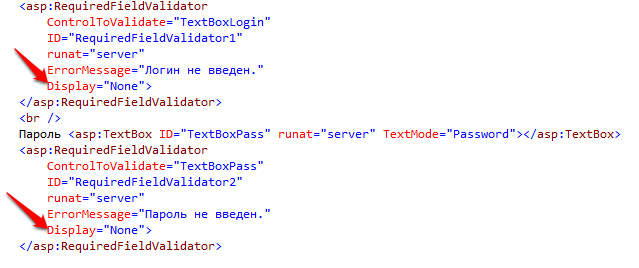 <asp:RequiredFieldValidator
ControlToValidate="TextBoxLogin"
ID="RequiredFieldValidator1"
runat="server"
ErrorMessage="Логин не введен."
Display="None">
</asp:RequiredFieldValidator>
<br />
Пароль <asp:TextBox ID="TextBoxPass" runat="server" TextMode="Password"></asp:TextBox>
<asp:RequiredFieldValidator
ControlToValidate="TextBoxPass"
ID="RequiredFieldValidator2"
runat="server"
ErrorMessage="Пароль не введен."
Display="None">
</asp:RequiredFieldValidator>